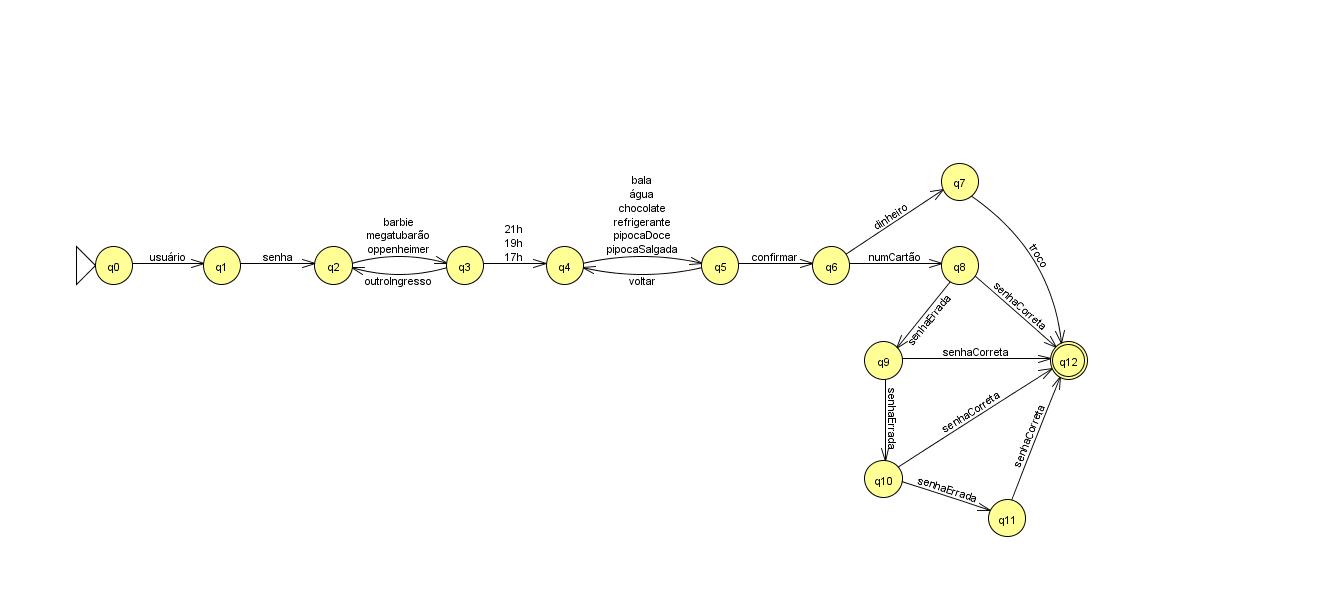 q0
usuário
q1
senha
q2
barbie
megatubarão
oppenheimer
outroIngresso
q3
21h
19h
17h
q4
bala
água
chocolate
refrigerante
pipocaDoce
pipocaSalgada
voltar
q5
confirmar
q6
dinheiro
q7
troco
numCartão
q8
senhaCorreta
senhaErrada
q9
senhaCorreta
q12
senhaErrada
senhaCorreta
q10
senhaErrada
senhaCorreta
q11